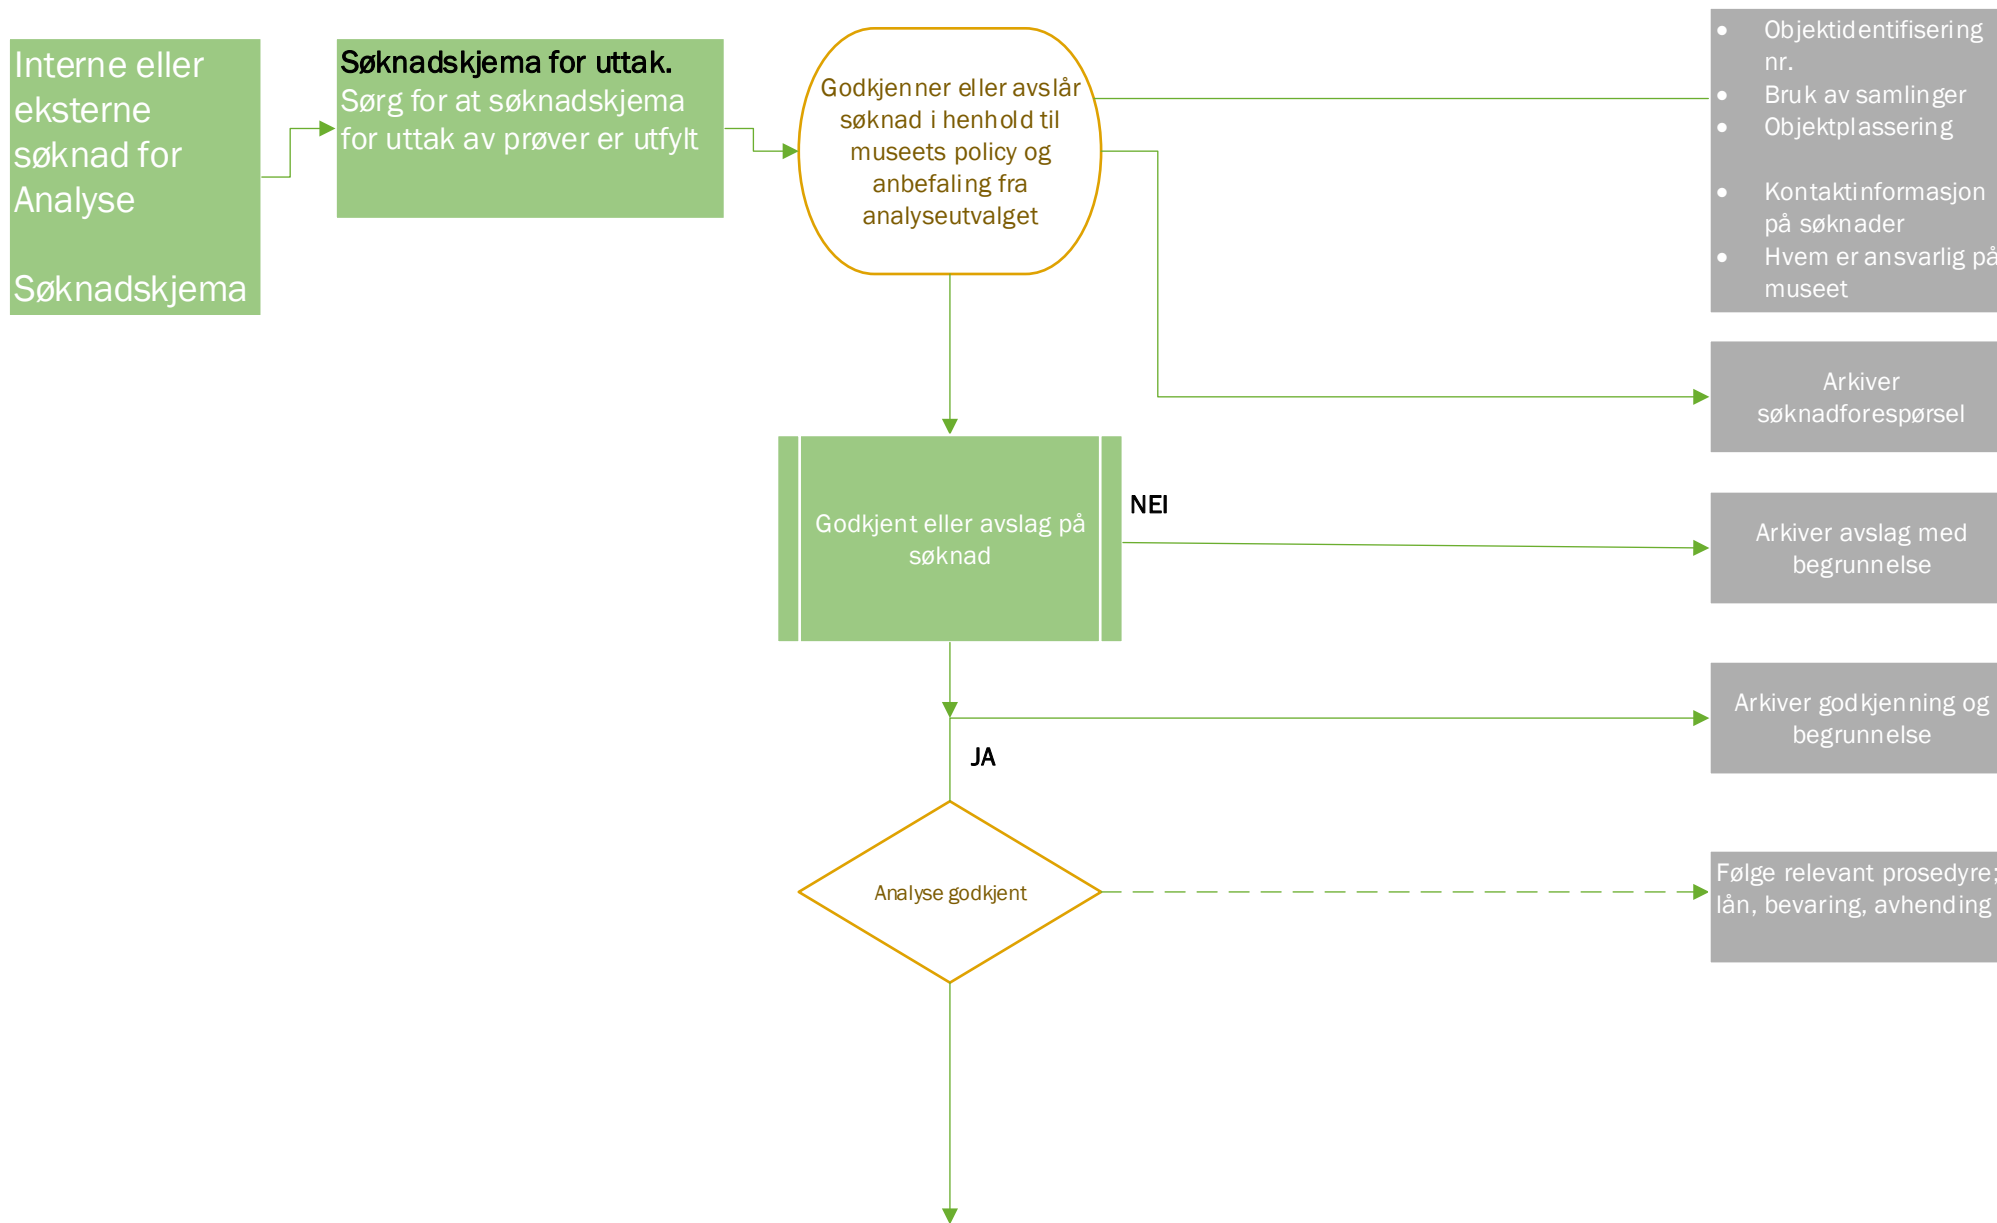 Interne eller
eksterne
søknad for
Analyse
Søknadskjema
Søknadskjema for uttak.
Sørg for at søknadskjema
for uttak av prøver er utfylt
Godkjenner eller avslår
søknad i henhold til
museets policy og
anbefaling fra
analyseutvalget
• Objektidentifisering
nr.
• Bruk av samlinger
• Objektplassering
• Kontaktinformasjon
på søknader
• Hvem er ansvarlig på
museet
Arkiver
søknadforespørsel
Godkjent eller avslag på
søknad
NEI
Arkiver avslag med
begrunnelse
Arkiver godkjenning og
begrunnelse
JA
Analyse godkjent
Følge relevant prosedyre;
lån, bevaring, avhending